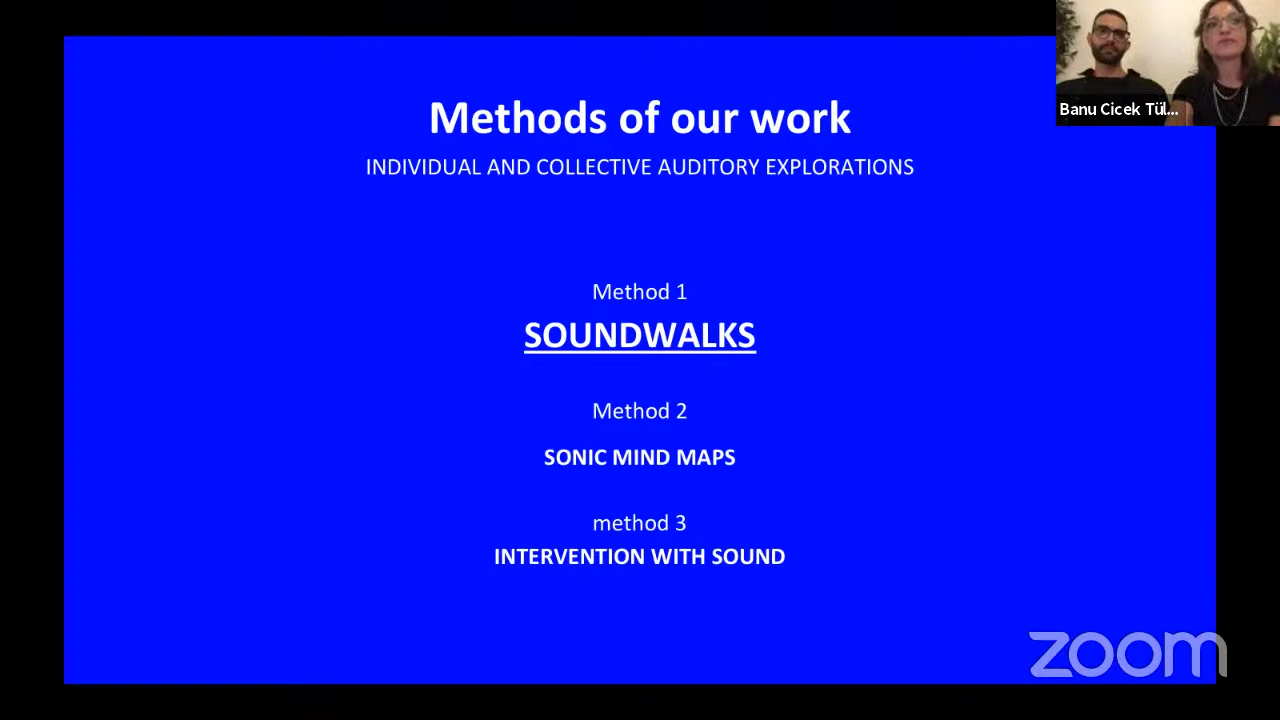 Methods of our work
INDIVIDUAL AND COLLECTIVE AUDITORY EXPLORATIONS
Banu Cicek Tül...
Method 1
SOUNDWALKS
Method 2
SONIC MIND MAPS
method 3
INTERVENTION WITH SOUND
zoom